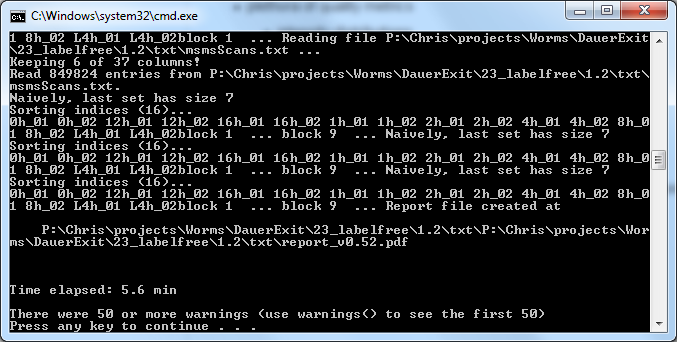 C:\Windows\system32\cmd.exe
1 8h_02 L4h_01 L4h_02block 1  ... Reading file P:\Chris\projects\Worms\DauerExit
\23_labelfree\1.2\txt\msmsScans.txt ...
Keeping 6 of 37 columns!
Read 849824 entries from P:\Chris\projects\Worms\DauerExit\23_labelfree\1.2\txt\
msmsScans.txt.
Naively, last set has size 7
Sorting indices (16)...
0h_01 0h_02 12h_01 12h_02 16h_01 16h_02 1h_01 1h_02 2h_01 2h_02 4h_01 4h_02 8h_0
1 8h_02 L4h_01 L4h_02block 1  ... block 9  ... Naively, last set has size 7
Sorting indices (16)...
0h_01 0h_02 12h_01 12h_02 16h_01 16h_02 1h_01 1h_02 2h_01 2h_02 4h_01 4h_02 8h_0
1 8h_02 L4h_01 L4h_02block 1  ... block 9  ... Naively, last set has size 7
Sorting indices (16)...
0h_01 0h_02 12h_01 12h_02 16h_01 16h_02 1h_01 1h_02 2h_01 2h_02 4h_01 4h_02 8h_0
1 8h_02 L4h_01 L4h_02block 1  ... block 9  ... Report file created at
P:\Chris\projects\Worms\DauerExit\23_labelfree\1.2\txt\P:\Chris\projects\Wor
ms\DauerExit\23_labelfree\1.2\txt\report_v0.52.pdf
Time elapsed: 5.6 min
There were 50 or more warnings (use warnings() to see the first 50)
Press any key to continue . . .